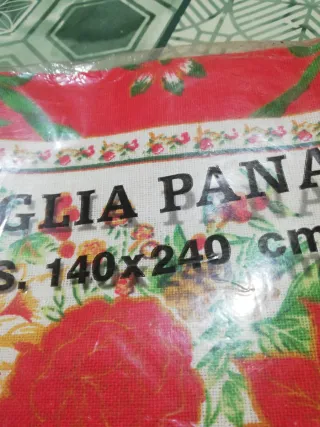 GLIA PANA
S. 140x240 cm